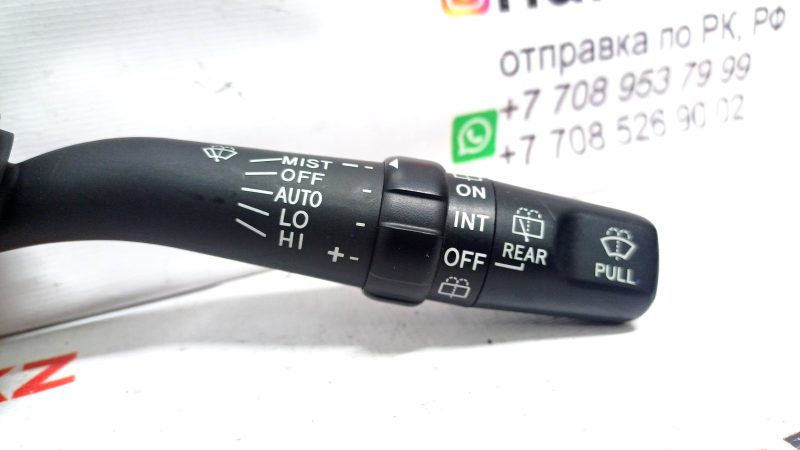 отправка по РК, РФ
+7 708 953 79 99
+7 708 526 90 02
MIST
OFF
AUTO
LO
HI
+ -
ON
INT
OFF
REAR
PULL
KZ